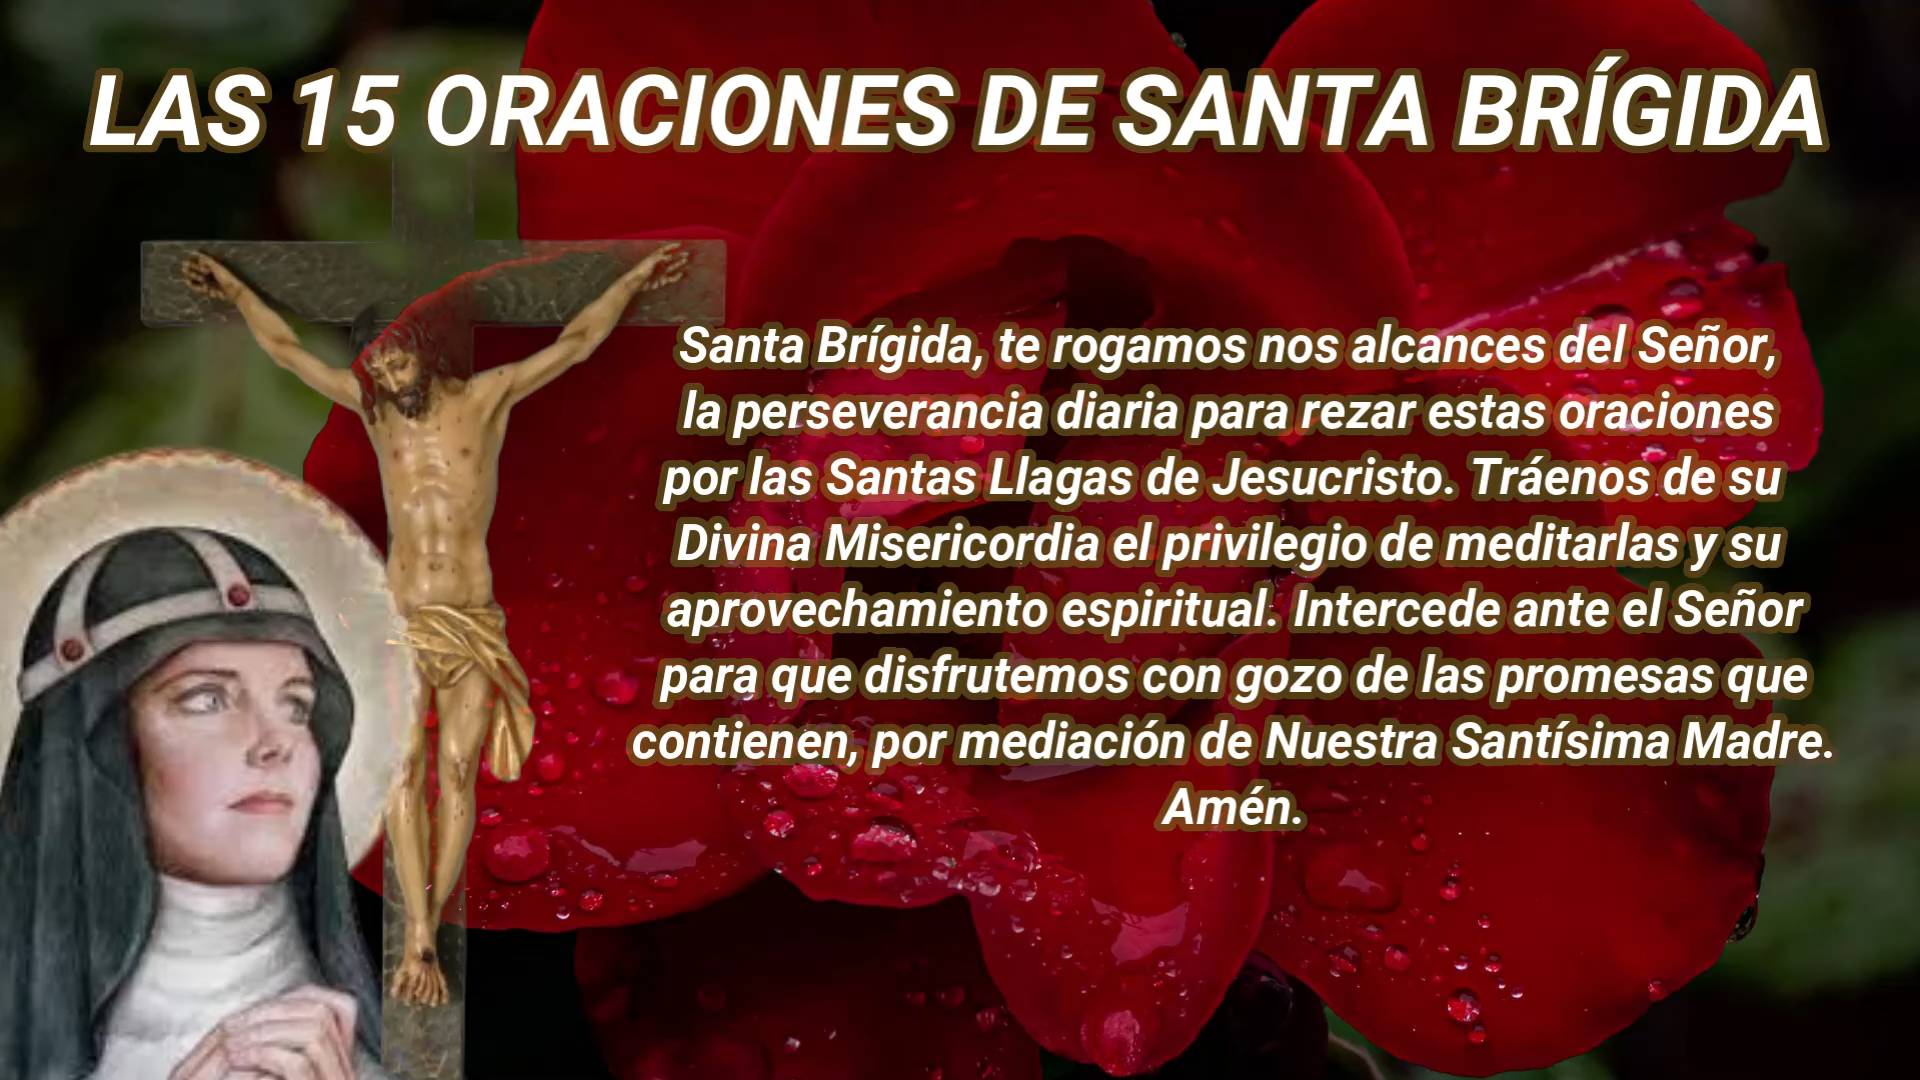 LAS 15 ORACIONES DE SANTA BRÍGIDA
Santa Brígida, te rogamos nos alcances del Señor,
la perseverancia diaria para rezar estas oraciones
por las Santas Llagas de Jesucristo. Tráenos de su
Divina Misericordia el privilegio de meditarlas y su
aprovechamiento espiritual. Intercede ante el Señor
para que disfrutemos con gozo de las promesas que
contienen, por mediación de Nuestra Santísima Madre.
Amén.